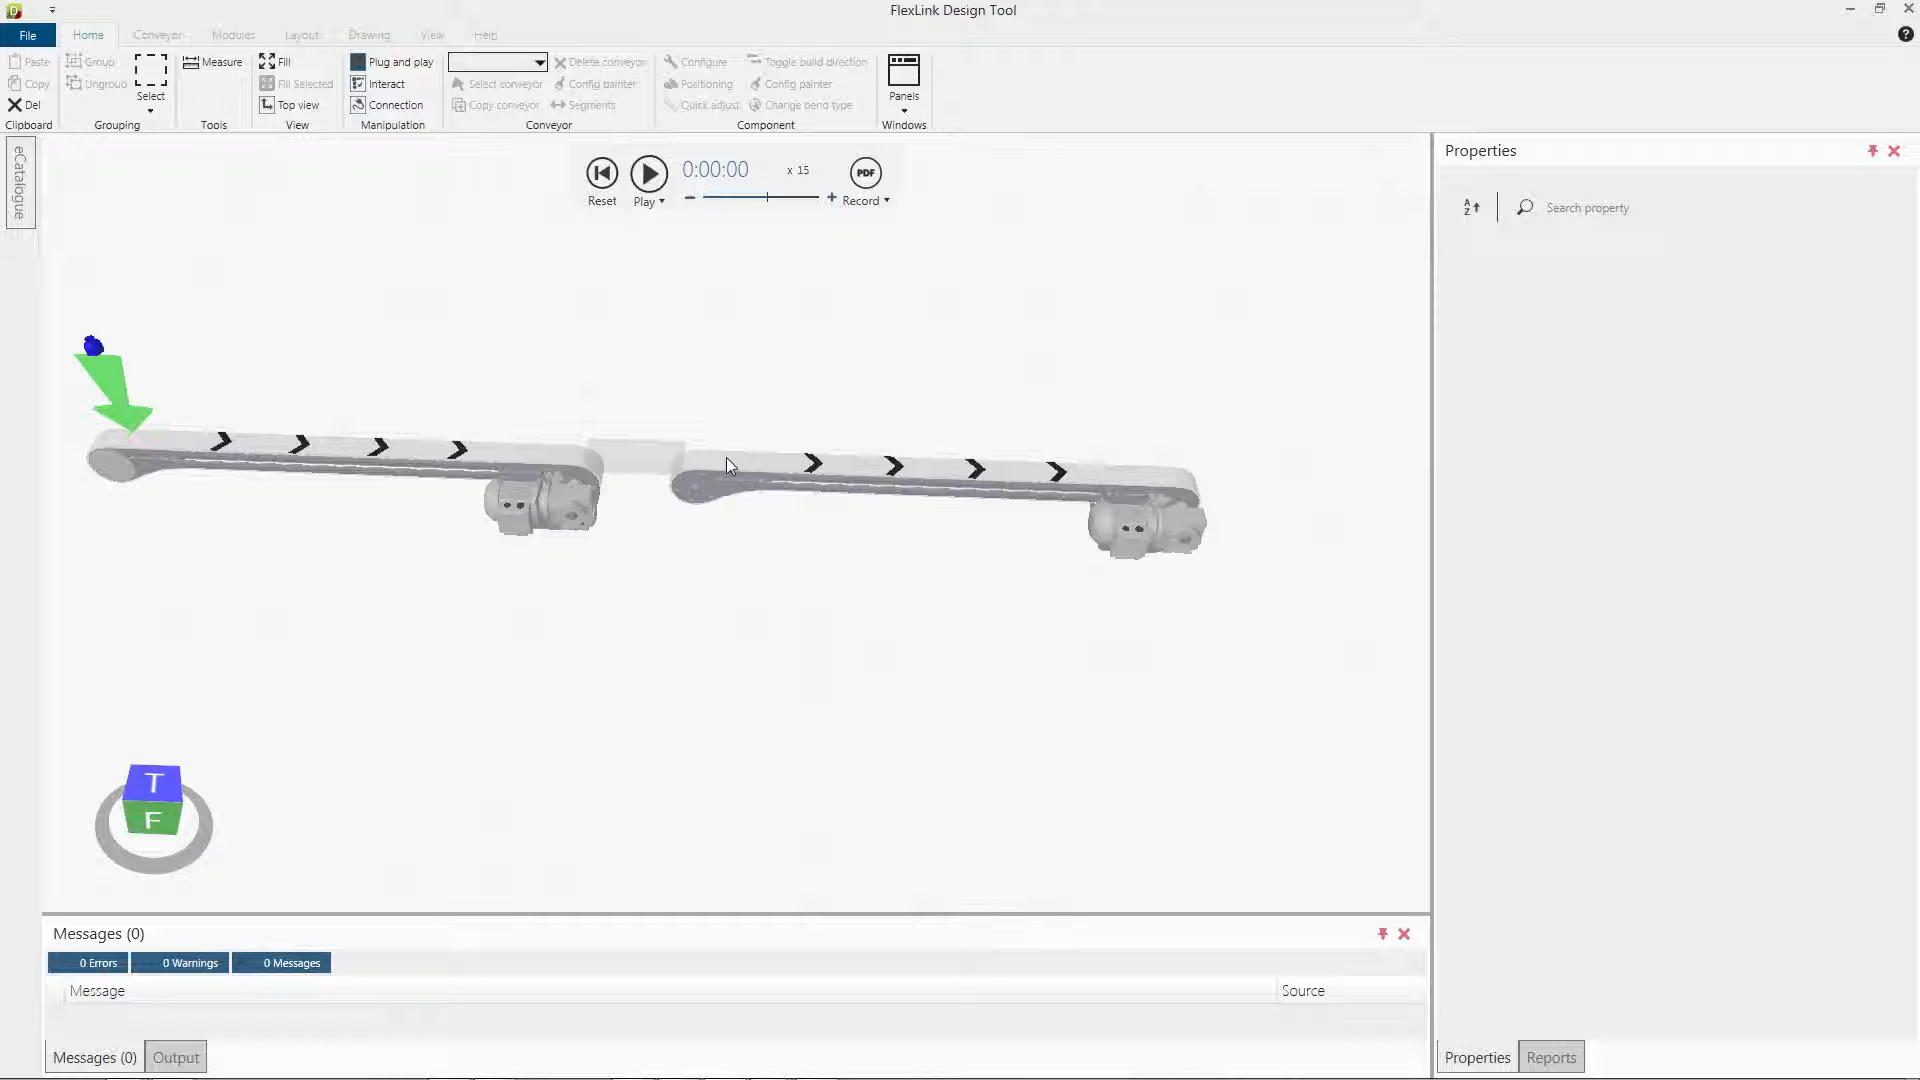 FlexLink Design Tool
File Home Conveyor Modules Layout Drawing View Help
Paste Group Measure Fill Plug and play Delete conveyor Configure Toggle build direction
Copy Ungroup Select Fill Selected Interact Select conveyor Config painter Positioning Config painter Panels
Del Top view Connection Copy conveyor Segments Quick adjust Change bend type
Clipboard Grouping Tools View Manipulation Conveyor Component Windows
eCatalogue
Properties
0:00:00 x 15 PDF
Reset Play Record
A
Z
Search property
T
F
Messages (0)
0 Errors 0 Warnings 0 Messages
Message Source
Messages (0) Output
Properties Reports